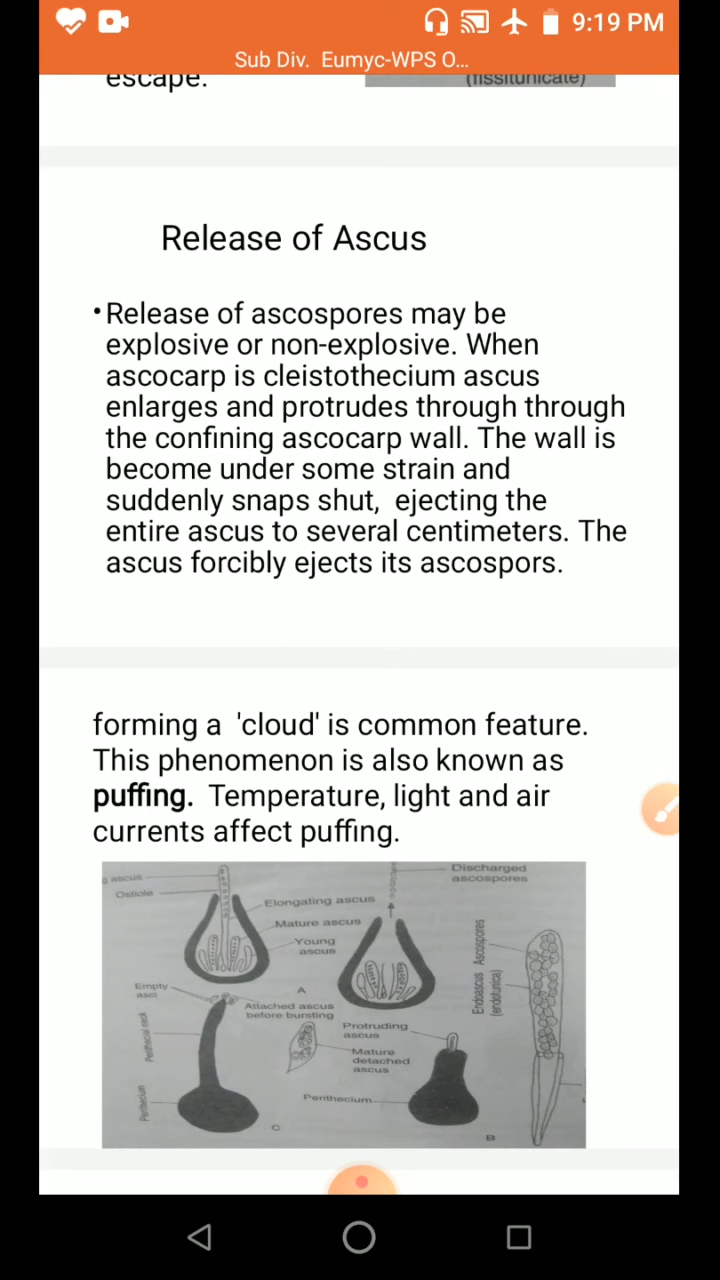 9:19 PM
Sub Div. Eumyc-WPS O...
escape.
(fissitunicate)
Release of Ascus
•Release of ascospores may be
explosive or non-explosive. When
ascocarp is cleistothecium ascus
enlarges and protrudes through through
the confining ascocarp wall. The wall is
become under some strain and
suddenly snaps shut, ejecting the
entire ascus to several centimeters. The
ascus forcibly ejects its ascospors.
forming a 'cloud' is common feature.
This phenomenon is also known as
puffing. Temperature, light and air
currents affect puffing.
g ascus
Ostiole
Elongating ascus
Mature ascus
Young
ascus
Discharged
ascospores
A
Empty
asci
Attached ascus
before bursting
Perithecial neck
Perithecium
Protruding
ascus
Mature
detached
ascus
Perithecium
C
B
Ascospores
Endoascus
(endotunica)